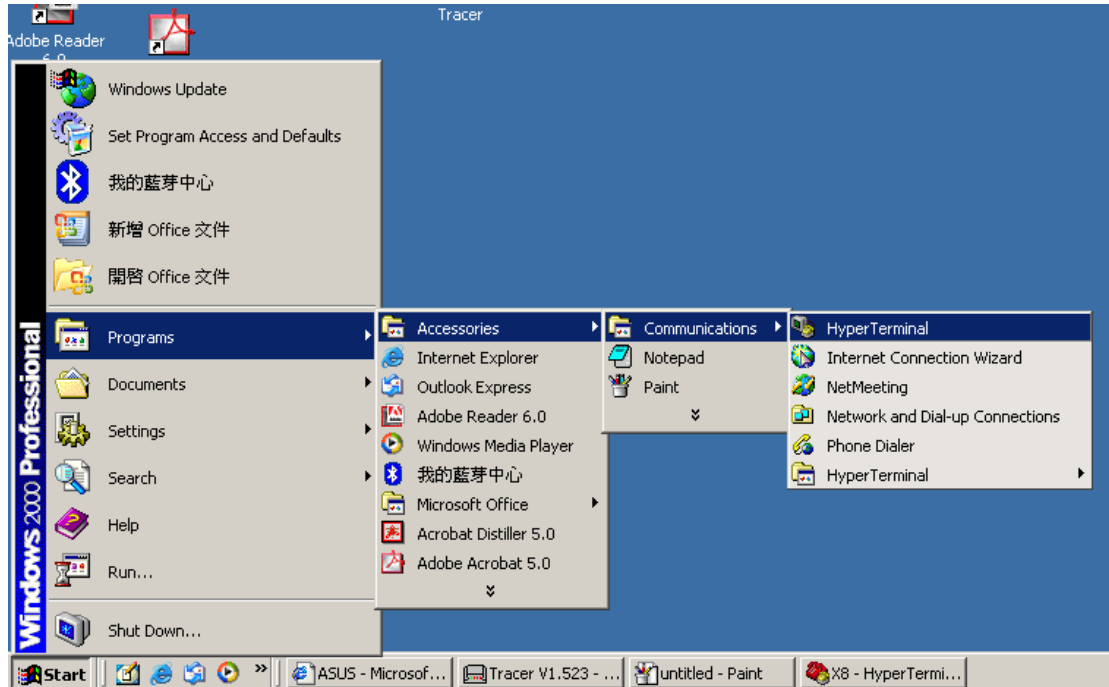 Tracer
Adobe Reader
6.0
Windows Update
Set Program Access and Defaults
我的藍芽中心
新增 Office 文件
開啓 Office 文件
Programs
Documents
Settings
Search
Help
Run...
Shut Down...
Windows 2000 Professional
Accessories
Internet Explorer
Outlook Express
Adobe Reader 6.0
Windows Media Player
我的藍芽中心
Microsoft Office
Acrobat Distiller 5.0
Adobe Acrobat 5.0
Communications
Notepad
Paint
HyperTerminal
Internet Connection Wizard
NetMeeting
Network and Dial-up Connections
Phone Dialer
HyperTerminal
Start
ASUS - Microsof...
Tracer V1.523 - ...
untitled - Paint
X8 - HyperTermi...